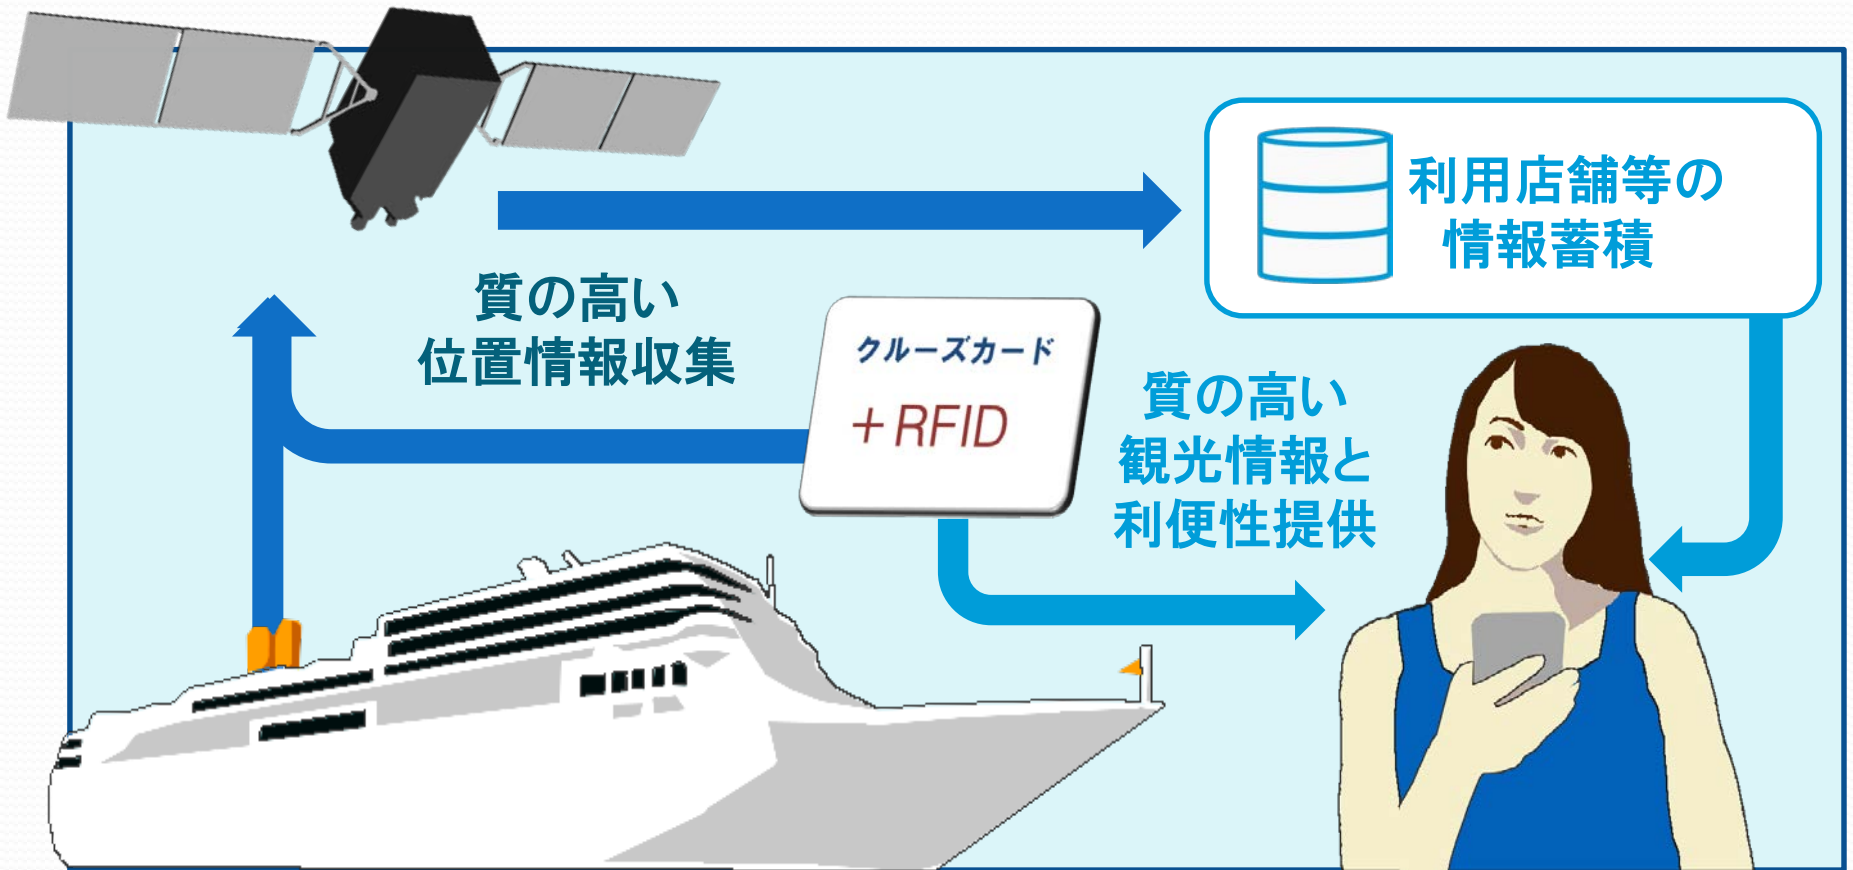 利用店舗等の
情報蓄積
質の高い
位置情報収集
クルーズカード
＋RFID
質の高い
観光情報と
利便性提供